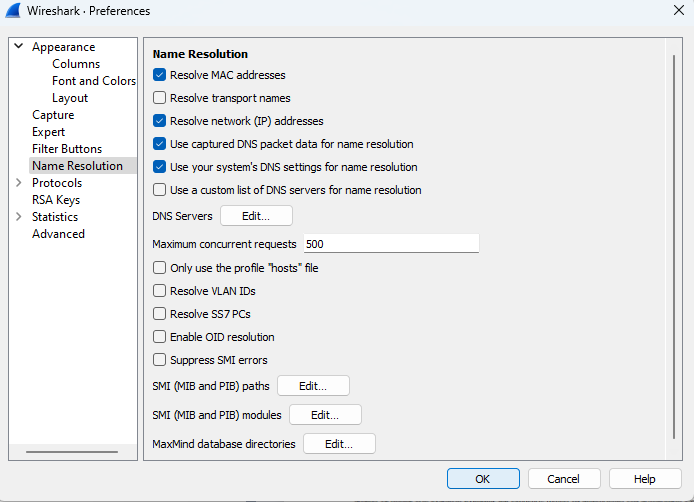 Wireshark · Preferences
Appearance
Columns
Font and Colors
Layout
Capture
Expert
Filter Buttons
Name Resolution
Protocols
RSA Keys
Statistics
Advanced
Name Resolution
Resolve MAC addresses
Resolve transport names
Resolve network (IP) addresses
Use captured DNS packet data for name resolution
Use your system's DNS settings for name resolution
Use a custom list of DNS servers for name resolution
DNS Servers Edit...
Maximum concurrent requests 500
Only use the profile "hosts" file
Resolve VLAN IDs
Resolve SS7 PCs
Enable OID resolution
Suppress SMI errors
SMI (MIB and PIB) paths Edit...
SMI (MIB and PIB) modules Edit...
MaxMind database directories Edit...
OK Cancel Help